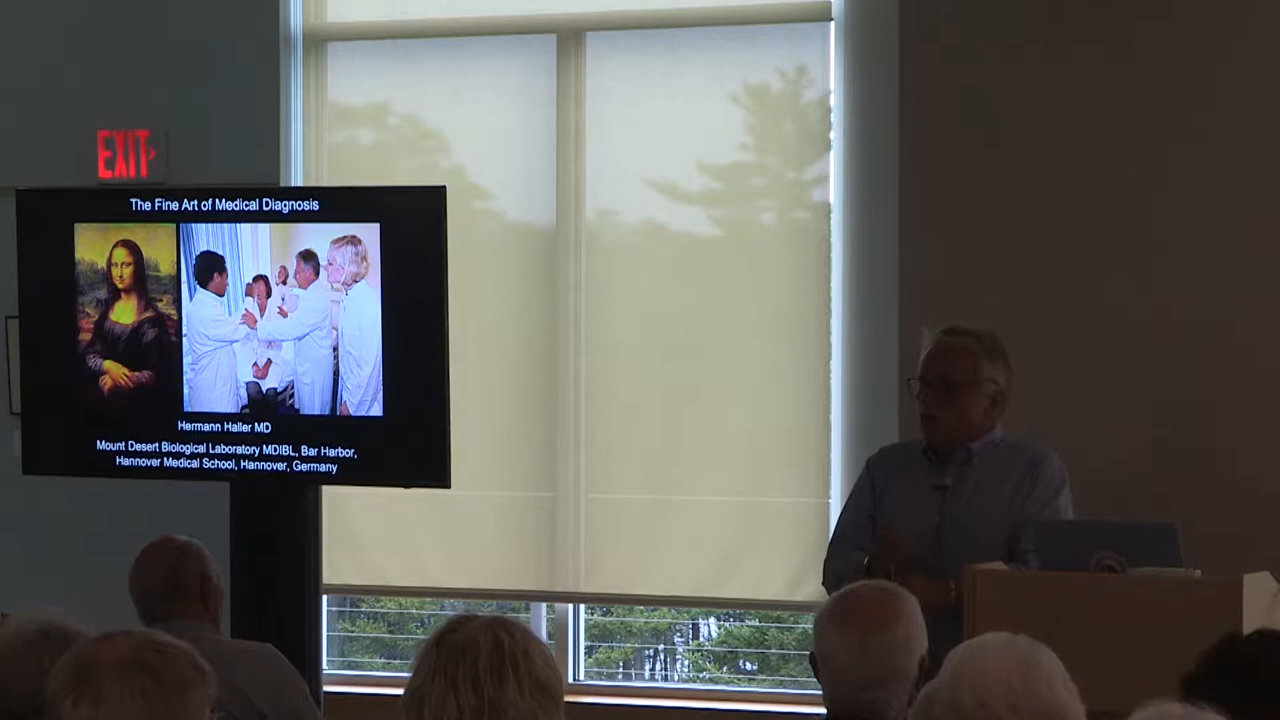 EXIT
The Fine Art of Medical Diagnosis
Hermann Haller MD
Mount Desert Biological Laboratory MDIBL, Bar Harbor,
Hannover Medical School, Hannover, Germany